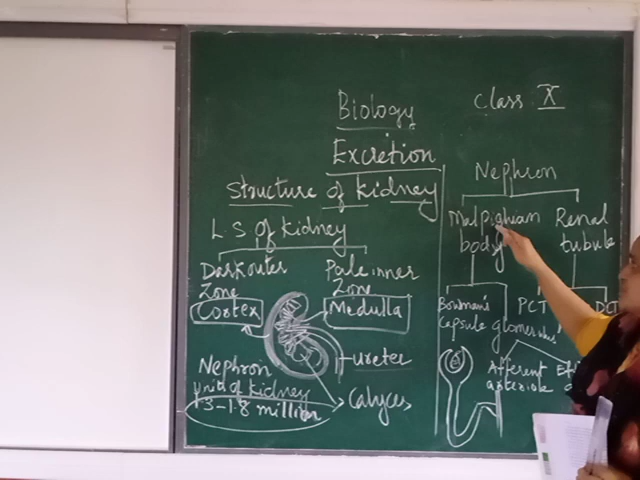 Biology
Class X
Excretion
Structure of kidney
L S of kidney
Dark outer
Zone
Cortex
Pale inner
Zone
Medulla
ureter
Calyces
Nephron
Unit of kidney
1.8 million
Nephron
Malpighian
body
Renal
tubule
Bowman's
Capsule
glomerulus
PCT
DCT
Afferent
arteriole